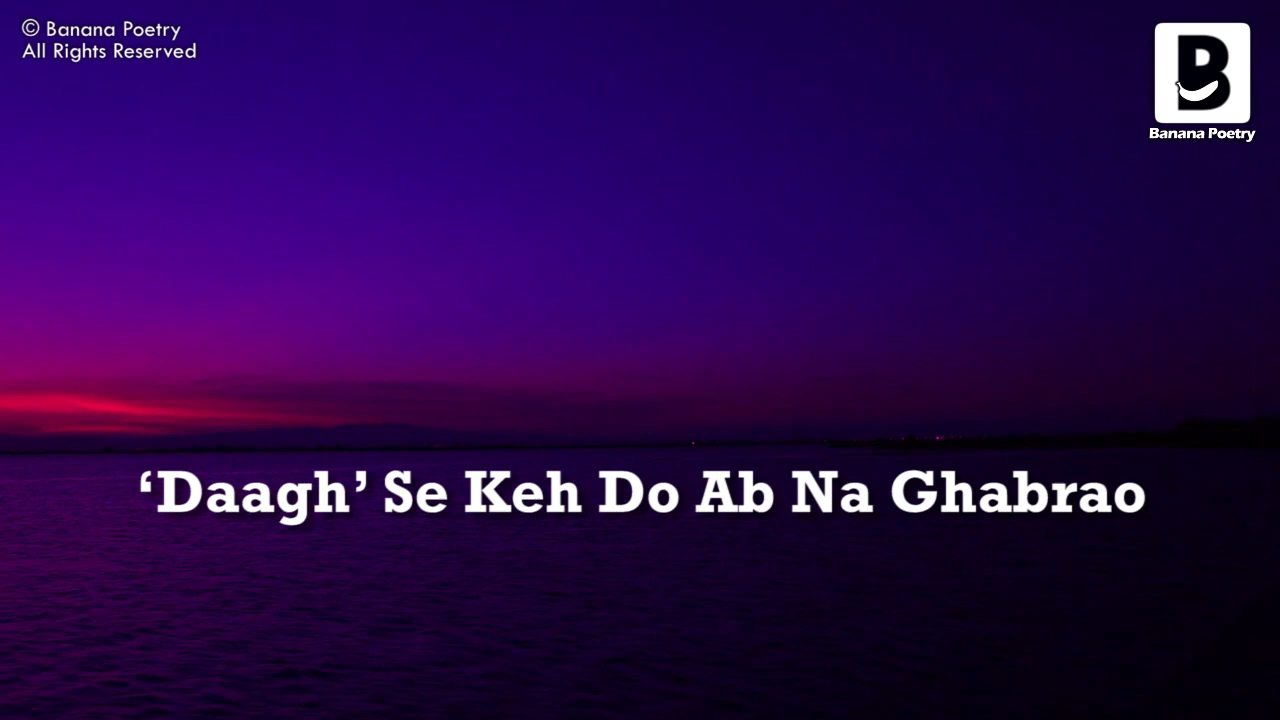 © Banana Poetry
All Rights Reserved
B
Banana Poetry
‘Daagh’ Se Keh Do Ab Na Ghabrao